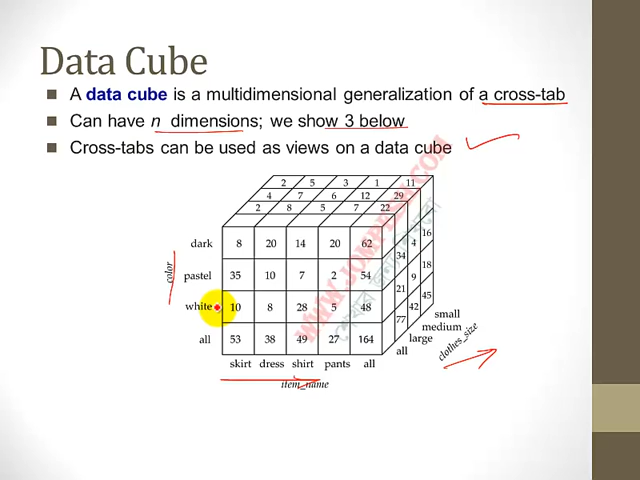 Data Cube
A data cube is a multidimensional generalization of a cross-tab
Can have n dimensions; we show 3 below
Cross-tabs can be used as views on a data cube
2 5 3 1 11
4 7 6 12 29
2 8 5 7 22
dark 8 20 14 20 62
pastel 35 10 7 2 54
white 10 8 28 5 48
all 53 38 49 27 164
34 4 16
21 9 18
77 42 45
color
skirt dress shirt pants all
item_name
all
large
medium
small
clothes_size
WWW.JOMPESH.COM